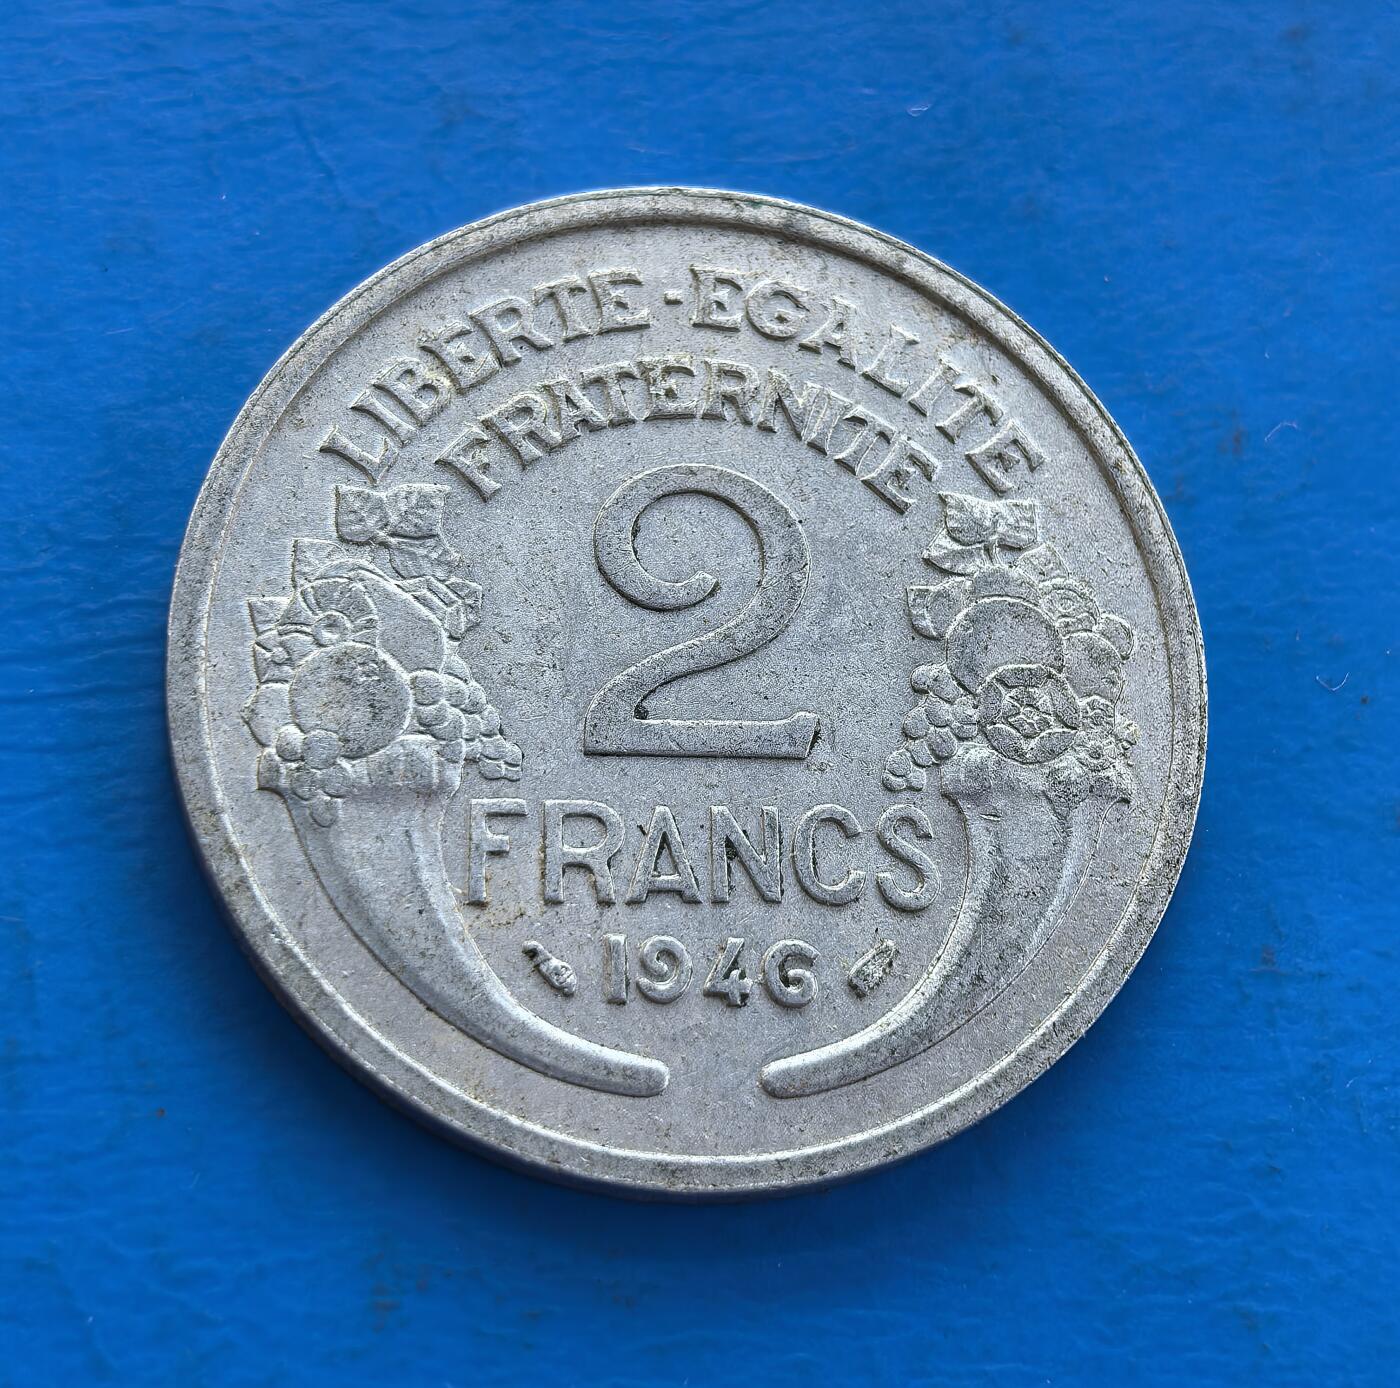 LIBERTE·EGALITE
FRATERNITE
2
FRANCS
1946